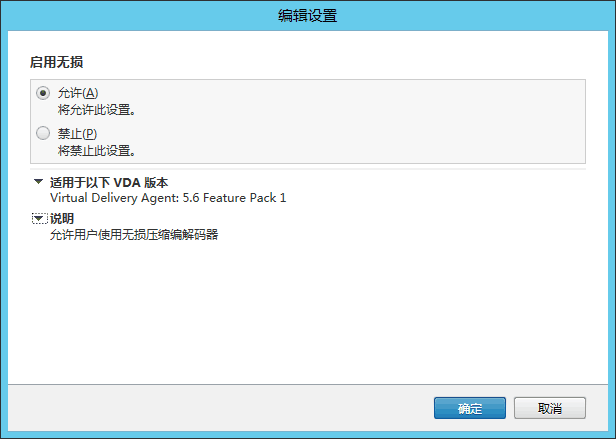 编辑设置
启用无损
允许(A)
将允许此设置。
禁止(P)
将禁止此设置。
适用于以下 VDA 版本
Virtual Delivery Agent: 5.6 Feature Pack 1
说明
允许用户使用无损压缩编解码器
确定
取消